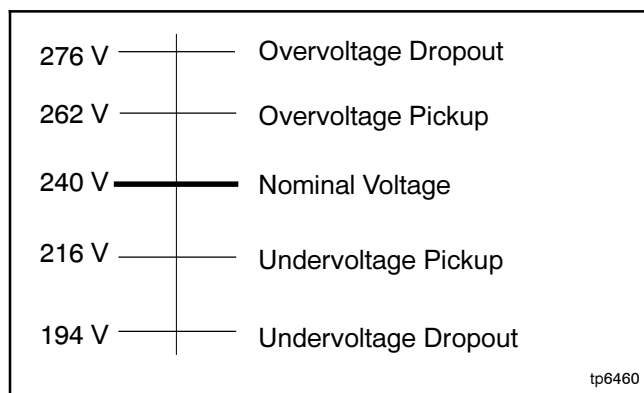 276 V Overvoltage Dropout
262 V Overvoltage Pickup
240 V Nominal Voltage
216 V Undervoltage Pickup
194 V Undervoltage Dropout
tp6460